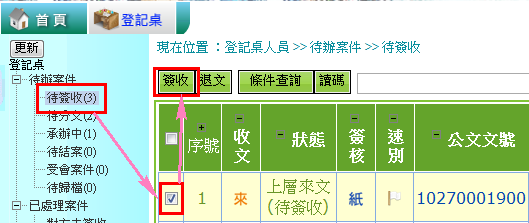 首頁 登記桌
更新
現在位置 ：登記桌人員 >> 待辦案件 >> 待簽收
登記桌
待辦案件
待簽收(3)
待分文(2)
承辦中(1)
待結案(0)
受會案件(0)
待歸檔(0)
已處理案件
簽收 退文 條件查詢 讀碼
序號 收文 狀態 簽核 速別 公文文號
1 來 上層來文 紙 10270001900
(待簽收)